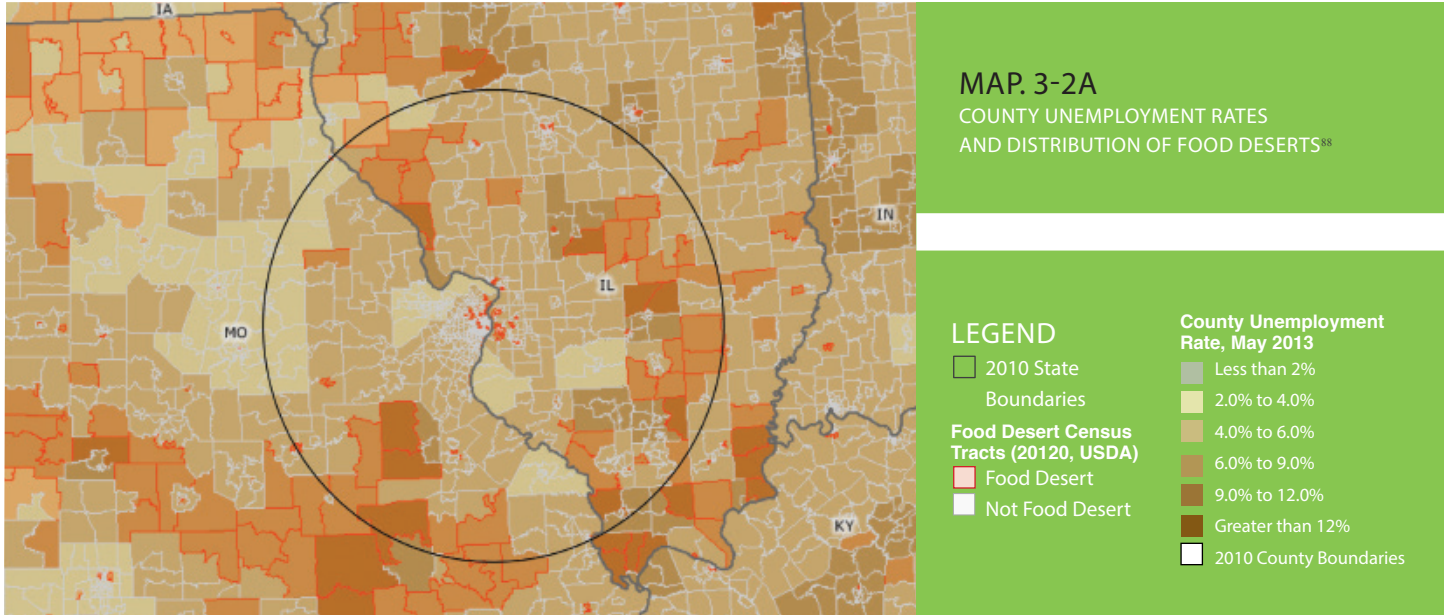 IA
MO
IL
IN
KY
MAP. 3-2A
COUNTY UNEMPLOYMENT RATES
AND DISTRIBUTION OF FOOD DESERTS88
LEGEND
2010 State
Boundaries
Food Desert Census
Tracts (20120, USDA)
Food Desert
Not Food Desert
County Unemployment
Rate, May 2013
Less than 2%
2.0% to 4.0%
4.0% to 6.0%
6.0% to 9.0%
9.0% to 12.0%
Greater than 12%
2010 County Boundaries